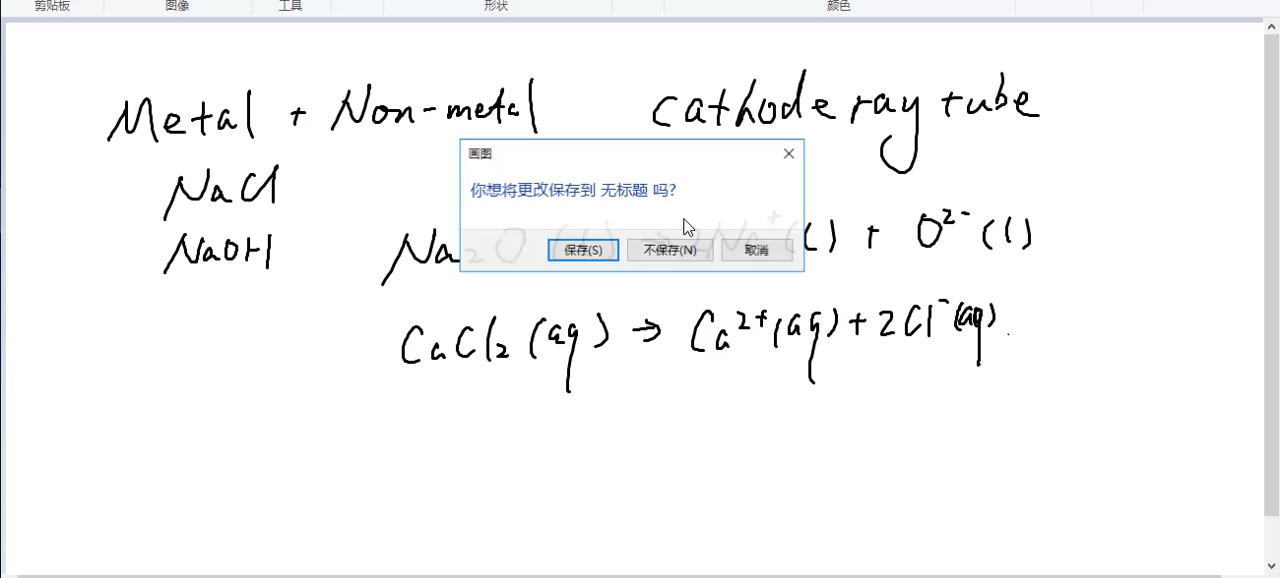 剪贴板 图像 工具 形状 颜色
Metal + Non-metal cathode ray tube
画图
NaCl
你想将更改保存到 无标题 吗?
NaOH Na₂O (l) → 2Na⁺(l) + O²⁻(l)
保存(S) 不保存(N) 取消
CaCl₂ (aq) → Ca²⁺(aq) + 2Cl⁻(aq)